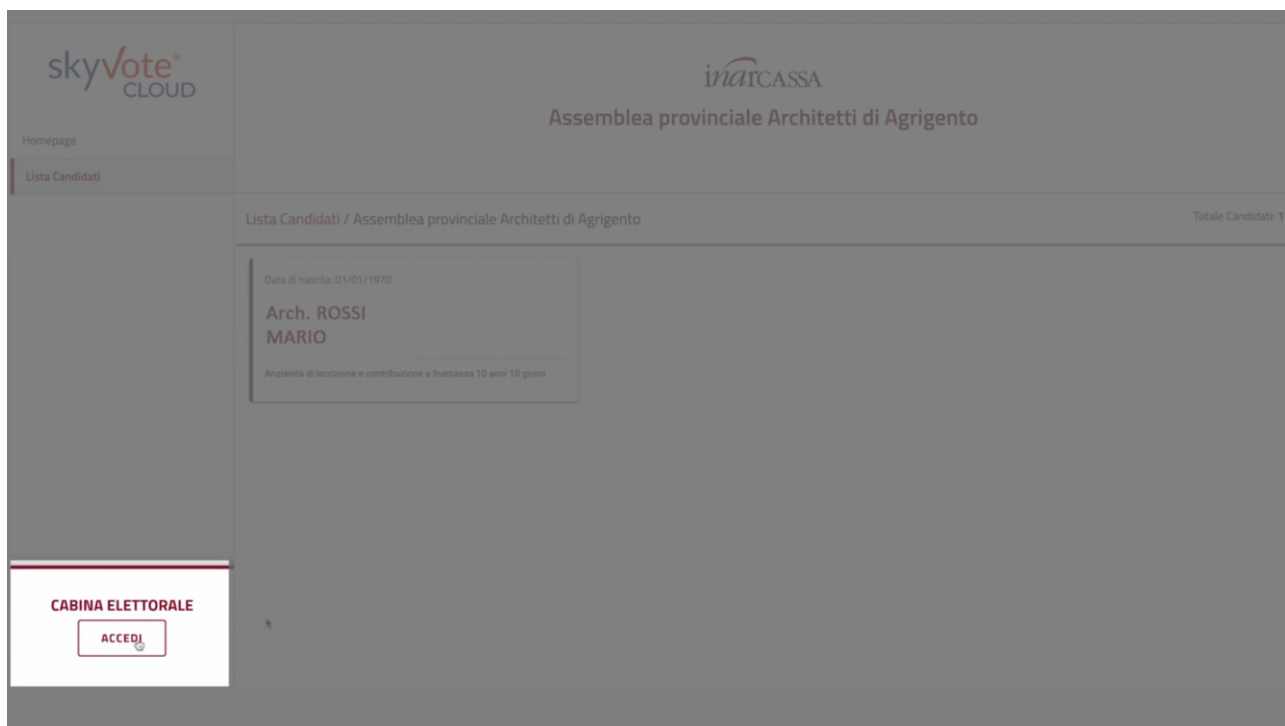 skyvote®
CLOUD
Homepage
Lista Candidati
inarCASSA
Assemblea provinciale Architetti di Agrigento
Lista Candidati / Assemblea provinciale Architetti di Agrigento
Totale Candidati: 1
Data di nascita: 01/01/1970
Arch. ROSSI
MARIO
Anzianità di iscrizione e contribuzione a Inarcassa 10 anni 10 giorni
CABINA ELETTORALE
ACCEDI